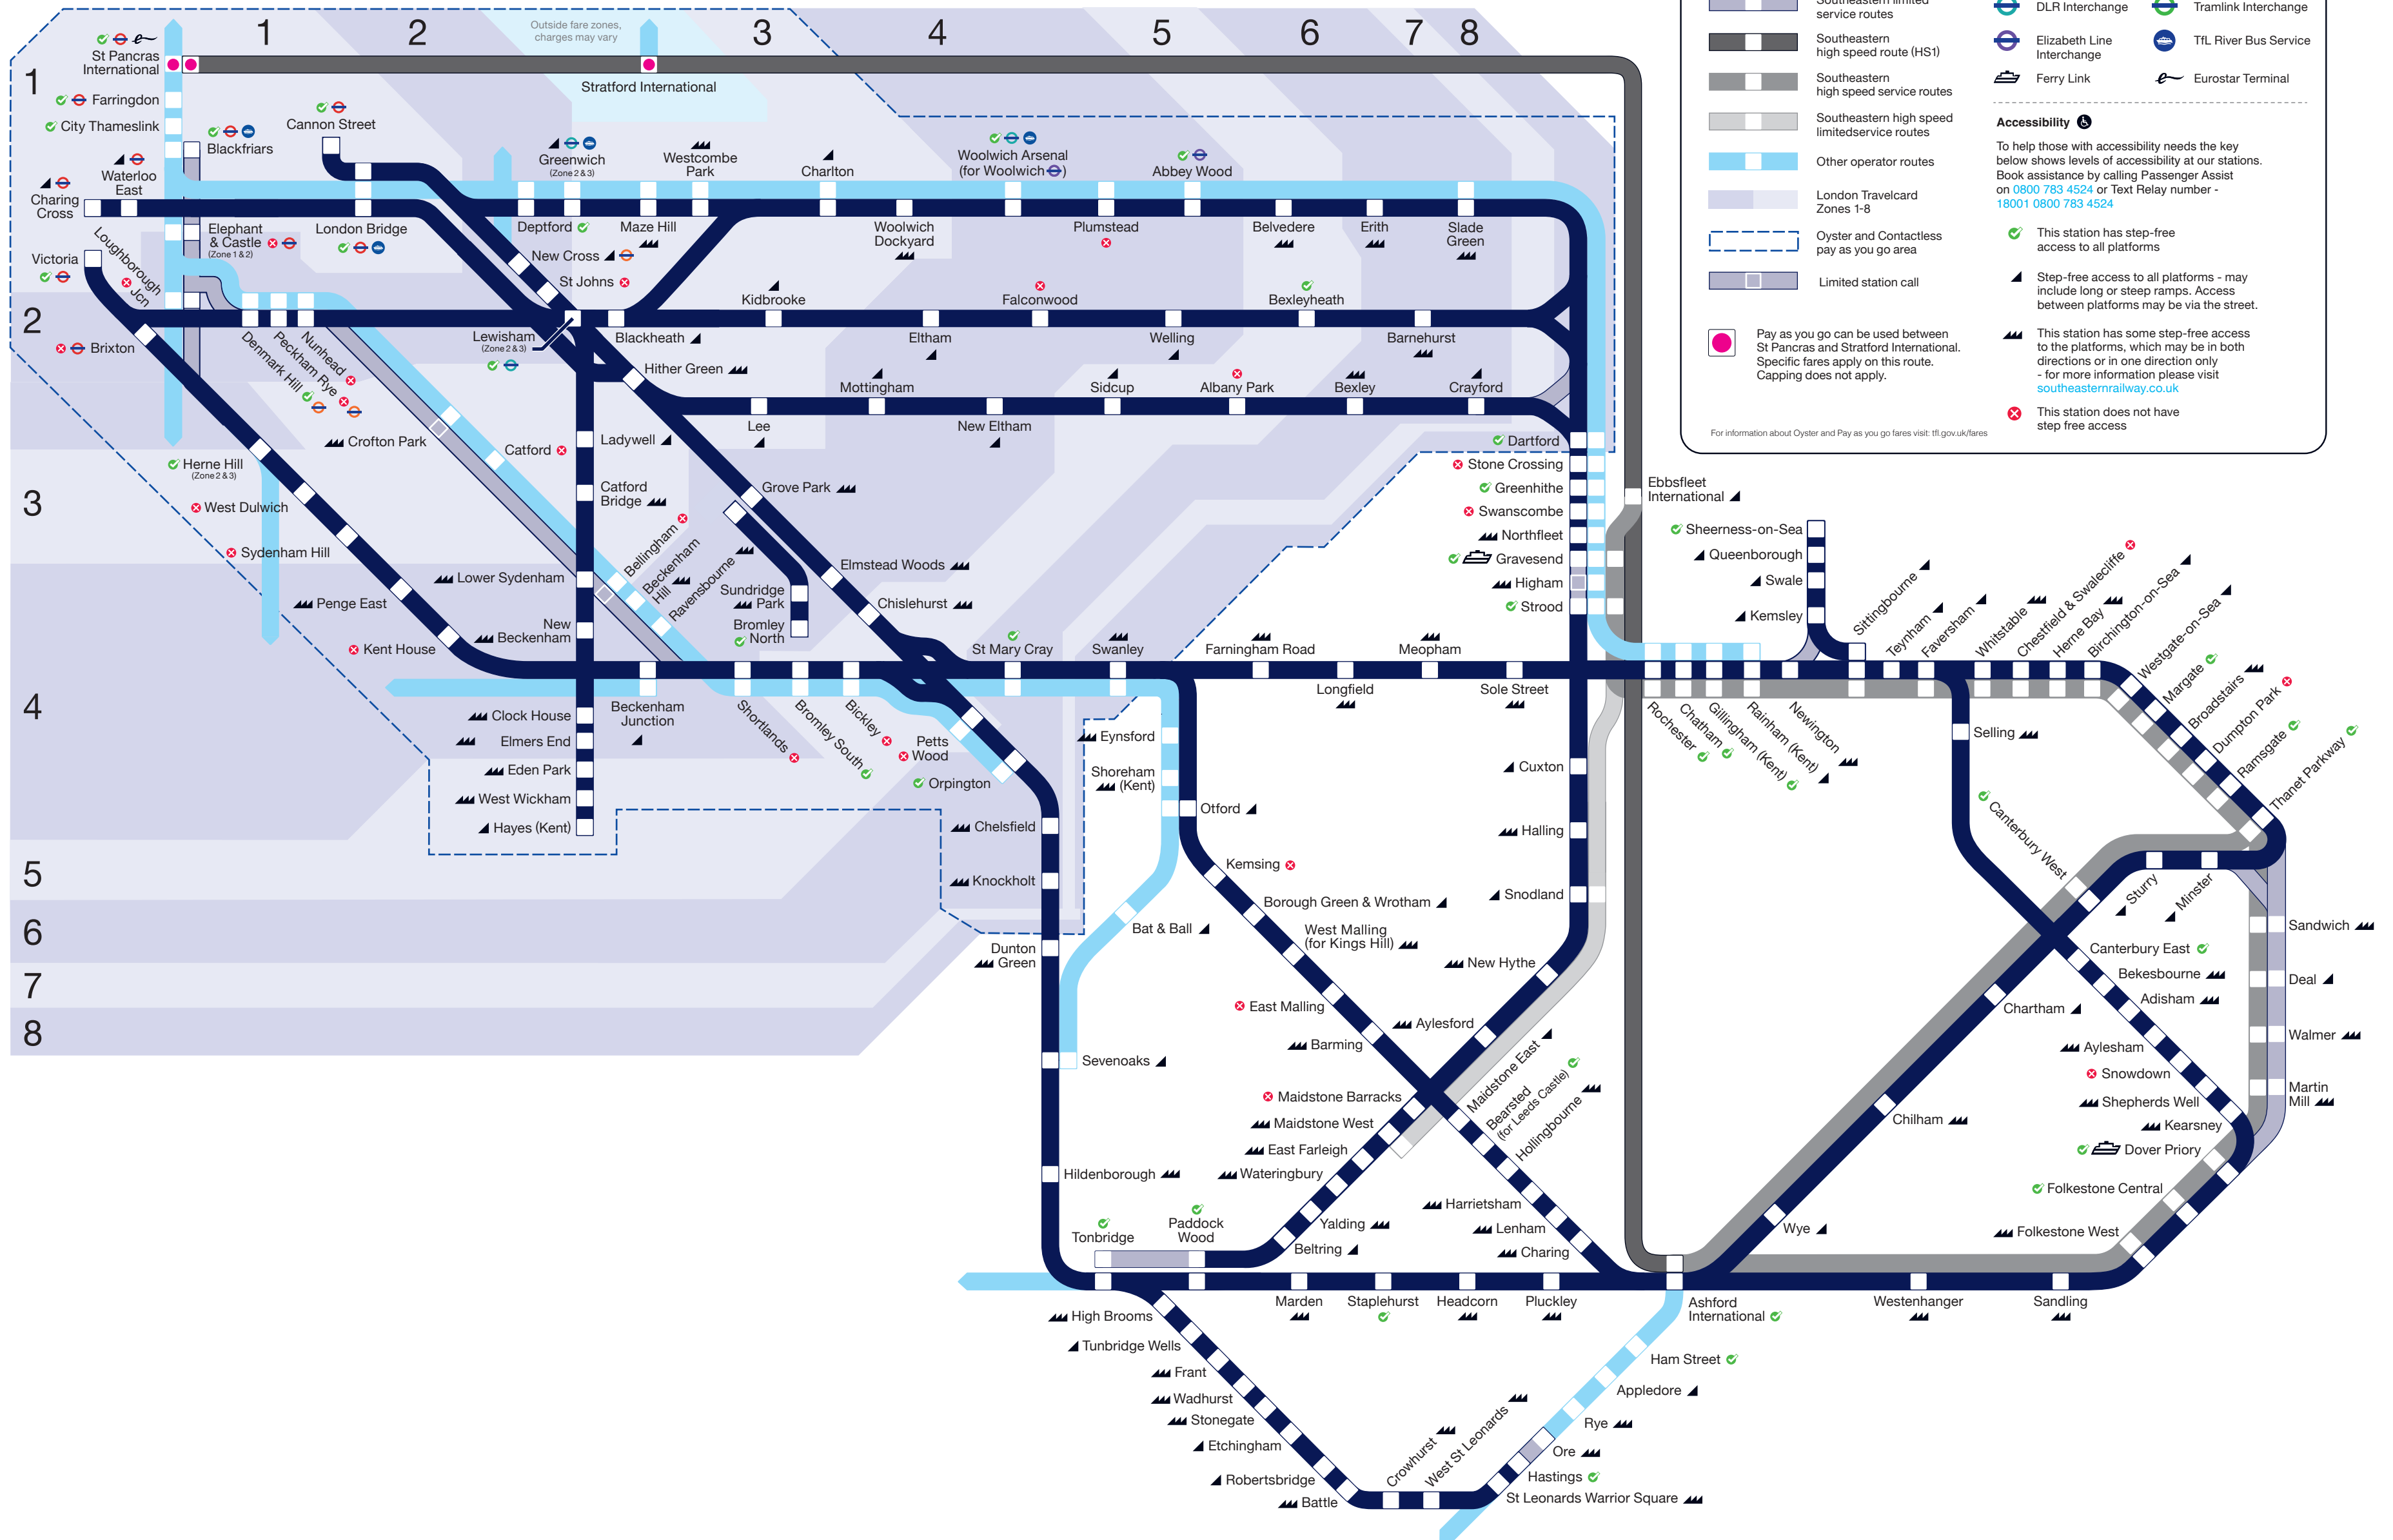 1
2
3
4
5
6
7
8
Outside fare zones,
charges may vary
St Pancras
International
Stratford International
Farringdon
City Thameslink
Blackfriars
Cannon Street
Waterloo
East
Charing
Cross
Elephant
& Castle
(Zone 1 & 2)
London Bridge
Victoria
Loughborough
Jcn
Greenwich
(Zone 2 & 3)
Westcombe
Park
Charlton
Woolwich Arsenal
(for Woolwich
)
Abbey Wood
Deptford
Maze Hill
Woolwich
Dockyard
Plumstead
Belvedere
Erith
Slade
Green
New Cross
St Johns
Kidbrooke
Falconwood
Bexleyheath
Lewisham
(Zone 2 & 3)
Blackheath
Eltham
Welling
Barnehurst
Hither Green
Mottingham
Sidcup
Albany Park
Bexley
Crayford
Lee
New Eltham
1
2
3
4
5
6
7
8
Brixton
Denmark Hill
Peckham Rye
Nunhead
Crofton Park
Catford
Ladywell
Catford
Bridge
Herne Hill
(Zone 2 & 3)
West Dulwich
Sydenham Hill
Penge East
Kent House
Lower Sydenham
New
Beckenham
Bellingham
Beckenham
Hill
Ravensbourne
Grove Park
Sundridge
Park
Bromley
North
Elmstead Woods
Chislehurst
Clock House
Elmers End
Eden Park
West Wickham
Hayes (Kent)
Beckenham
Junction
Shortlands
Bromley South
Bickley
Petts
Wood
Orpington
St Mary Cray
Swanley
Farningham Road
Longfield
Meopham
Sole Street
Dartford
Stone Crossing
Greenhithe
Swanscombe
Northfleet
Gravesend
Higham
Strood
Ebbsfleet
International
Sheerness-on-Sea
Queenborough
Swale
Kemsley
Sittingbourne
Teynham
Faversham
Whitstable
Chestfield & Swalecliffe
Herne Bay
Birchington-on-Sea
Westgate-on-Sea
Margate
Broadstairs
Dumpton Park
Ramsgate
Thanet Parkway
Rochester
Chatham
Gillingham (Kent)
Rainham (Kent)
Newington
Selling
Canterbury West
Sturry
Minster
Canterbury East
Bekesbourne
Adisham
Aylesham
Snowdown
Shepherds Well
Kearsney
Dover Priory
Folkestone Central
Folkestone West
Sandwich
Deal
Walmer
Martin
Mill
Chartham
Chilham
Wye
Eynsford
Shoreham
(Kent)
Otford
Kemsing
Borough Green & Wrotham
West Malling
(for Kings Hill)
East Malling
Barming
Bat & Ball
Chelsfield
Knockholt
Dunton
Green
Sevenoaks
Hildenborough
Cuxton
Halling
Snodland
New Hythe
Aylesford
Maidstone East
Bearsted
(for Leeds Castle)
Hollingbourne
Maidstone Barracks
Maidstone West
East Farleigh
Wateringbury
Yalding
Beltring
Harrietsham
Lenham
Charing
Tonbridge
Paddock
Wood
Marden
Staplehurst
Headcorn
Pluckley
Ashford
International
Westenhanger
Sandling
High Brooms
Tunbridge Wells
Frant
Wadhurst
Stonegate
Etchingham
Robertsbridge
Battle
Crowhurst
West St Leonards
St Leonards Warrior Square
Hastings
Ore
Rye
Appledore
Ham Street
Southeastern limited
service routes
Southeastern
high speed route (HS1)
Southeastern
high speed service routes
Southeastern high speed
limitedservice routes
Other operator routes
London Travelcard
Zones 1-8
Oyster and Contactless
pay as you go area
Limited station call
Pay as you go can be used between
St Pancras and Stratford International.
Specific fares apply on this route.
Capping does not apply.
For information about Oyster and Pay as you go fares visit: tfl.gov.uk/fares
DLR Interchange
Tramlink Interchange
Elizabeth Line
Interchange
TfL River Bus Service
Ferry Link
Eurostar Terminal
Accessibility
To help those with accessibility needs the key
below shows levels of accessibility at our stations.
Book assistance by calling Passenger Assist
on 0800 783 4524 or Text Relay number -
18001 0800 783 4524
This station has step-free
access to all platforms
Step-free access to all platforms - may
include long or steep ramps. Access
between platforms may be via the street.
This station has some step-free access
to the platforms, which may be in both
directions or in one direction only
- for more information please visit
southeasternrailway.co.uk
This station does not have
step free access